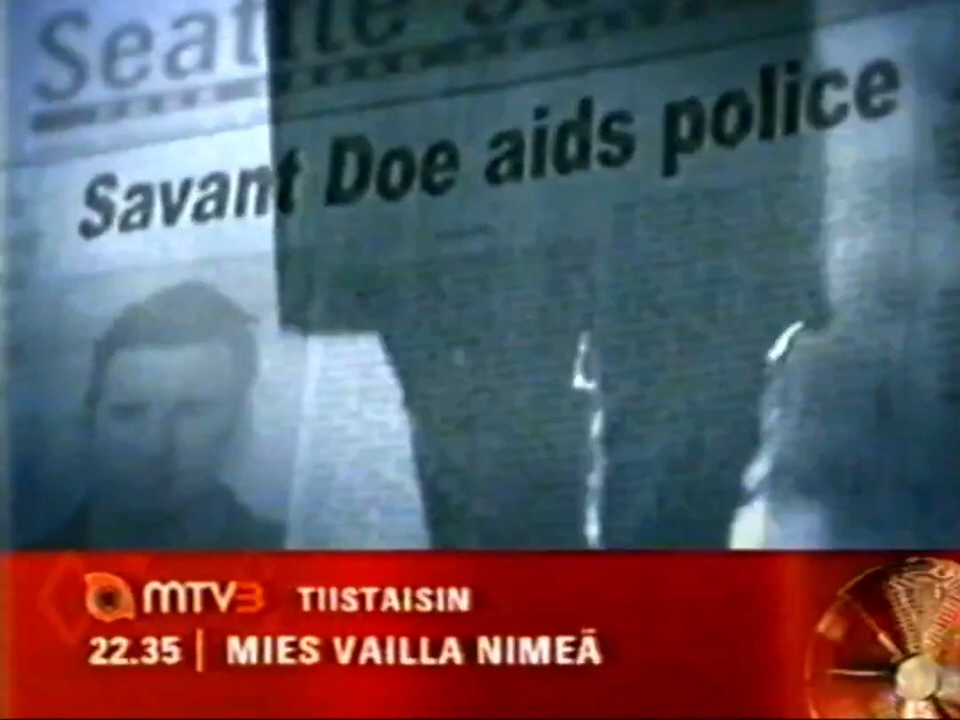 Seattle
Savant Doe aids police
MTV3 TIISTAISIN
22.35 | MIES VAILLA NIMEÄ